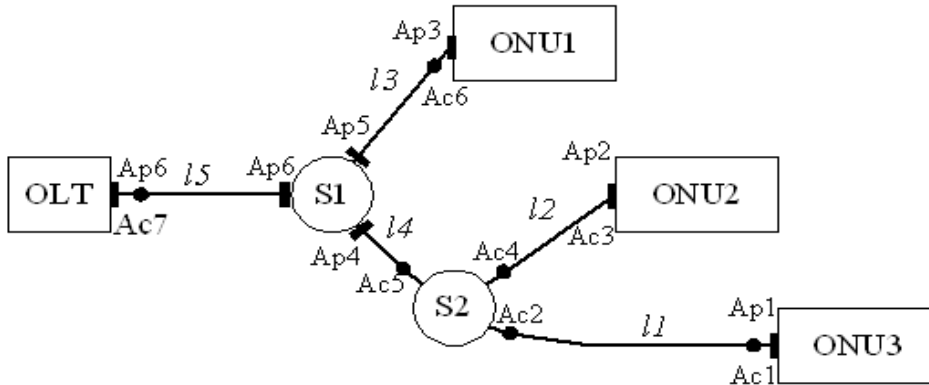 Ap3
ONU1
l3
Ac6
Ap5
Ap6
l5
Ap6
Ap2
OLT
S1
l2
ONU2
Ac7
l4
Ac3
Ap4
Ac4
Ac5
S2
Ac2
l1
Ap1
ONU3
Ac1